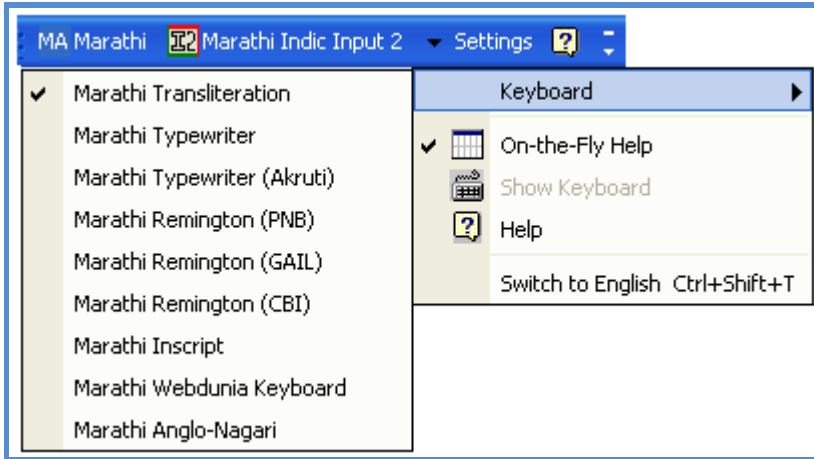 MA Marathi Marathi Indic Input 2 Settings
Marathi Transliteration
Marathi Typewriter
Marathi Typewriter (Akruti)
Marathi Remington (PNB)
Marathi Remington (GAIL)
Marathi Remington (CBI)
Marathi Inscript
Marathi Webdunia Keyboard
Marathi Anglo-Nagari
Keyboard
On-the-Fly Help
Show Keyboard
Help
Switch to English Ctrl+Shift+T